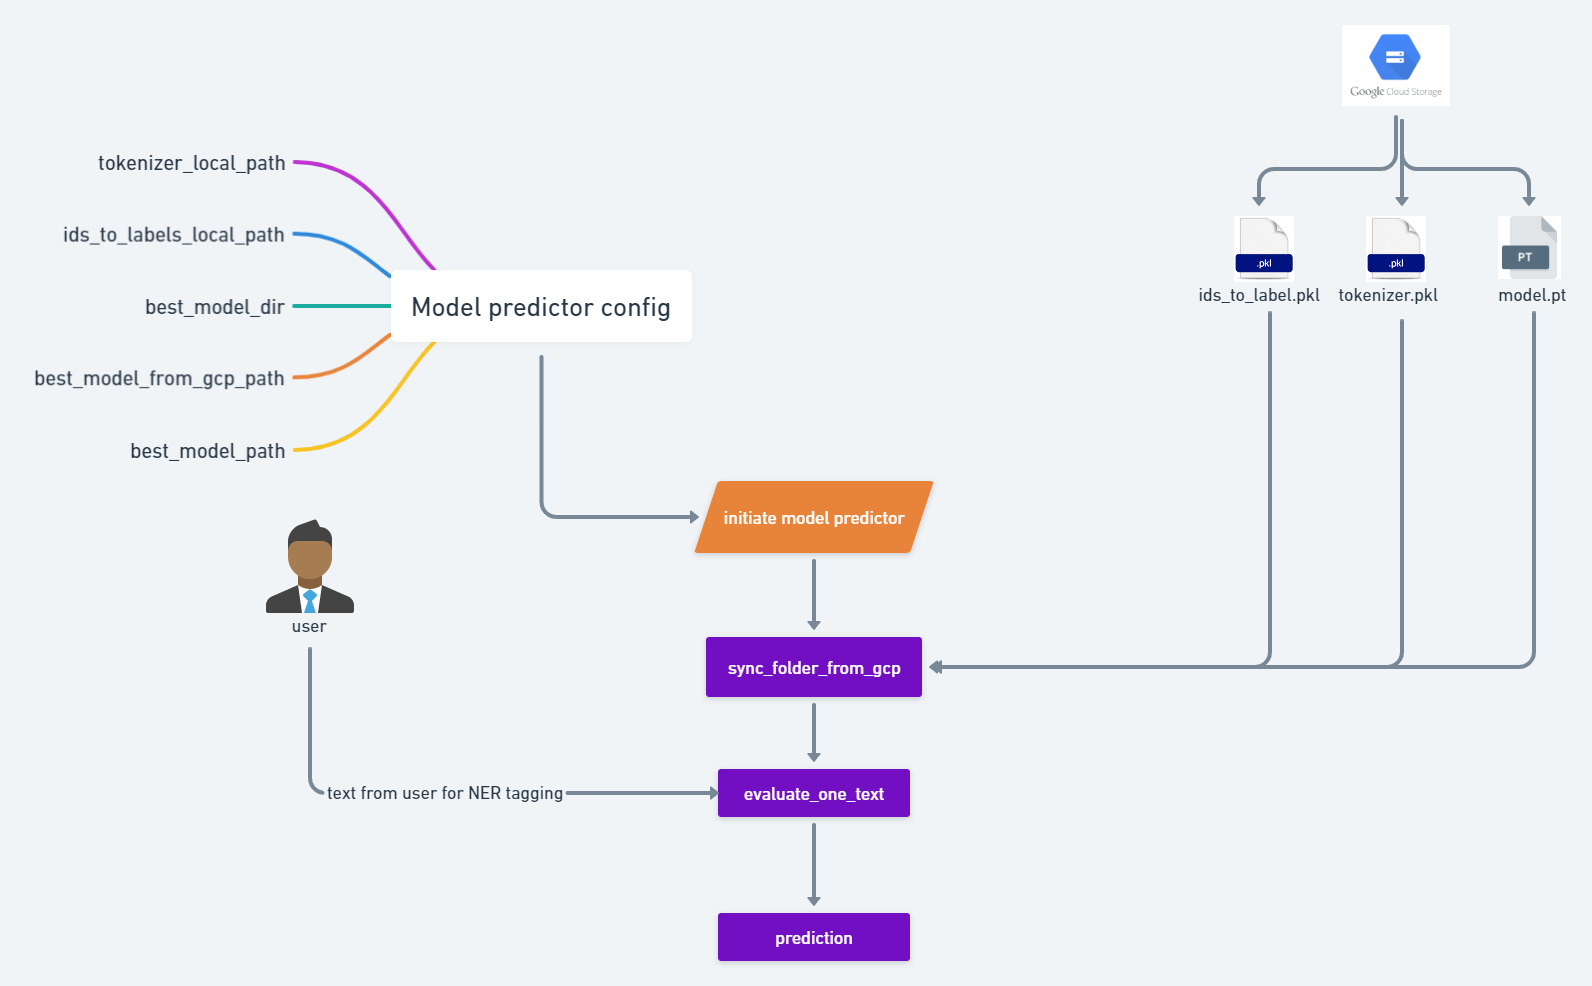 Google Cloud Storage
tokenizer_local_path
ids_to_labels_local_path
best_model_dir
best_model_from_gcp_path
best_model_path
Model predictor config
.pkl
.pkl
PT
ids_to_label.pkl
tokenizer.pkl
model.pt
initiate model predictor
user
sync_folder_from_gcp
text from user for NER tagging
evaluate_one_text
prediction